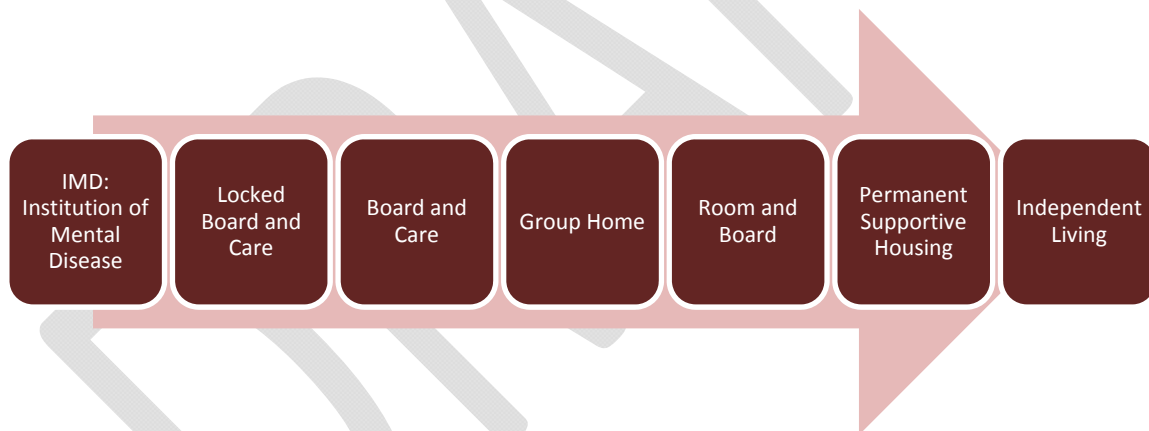 IMD:
Institution of
Mental
Disease
Locked
Board and
Care
Board and
Care
Group Home
Room and
Board
Permanent
Supportive
Housing
Independent
Living